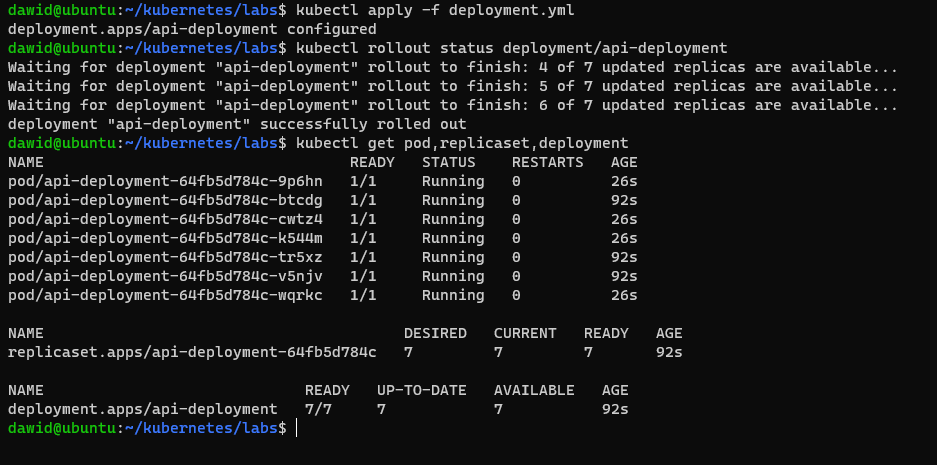 dawid@ubuntu:~/kubernetes/labs$ kubectl apply -f deployment.yml
deployment.apps/api-deployment configured
dawid@ubuntu:~/kubernetes/labs$ kubectl rollout status deployment/api-deployment
Waiting for deployment "api-deployment" rollout to finish: 4 of 7 updated replicas are available...
Waiting for deployment "api-deployment" rollout to finish: 5 of 7 updated replicas are available...
Waiting for deployment "api-deployment" rollout to finish: 6 of 7 updated replicas are available...
deployment "api-deployment" successfully rolled out
dawid@ubuntu:~/kubernetes/labs$ kubectl get pod,replicaset,deployment
NAME                                  READY   STATUS    RESTARTS   AGE
pod/api-deployment-64fb5d784c-9p6hn   1/1     Running   0          26s
pod/api-deployment-64fb5d784c-btcdg   1/1     Running   0          92s
pod/api-deployment-64fb5d784c-cwtz4   1/1     Running   0          26s
pod/api-deployment-64fb5d784c-k544m   1/1     Running   0          26s
pod/api-deployment-64fb5d784c-tr5xz   1/1     Running   0          92s
pod/api-deployment-64fb5d784c-v5njv   1/1     Running   0          92s
pod/api-deployment-64fb5d784c-wqrkc   1/1     Running   0          26s
NAME                                        DESIRED   CURRENT   READY   AGE
replicaset.apps/api-deployment-64fb5d784c   7         7         7       92s
NAME                             READY   UP-TO-DATE   AVAILABLE   AGE
deployment.apps/api-deployment   7/7     7            7           92s
dawid@ubuntu:~/kubernetes/labs$